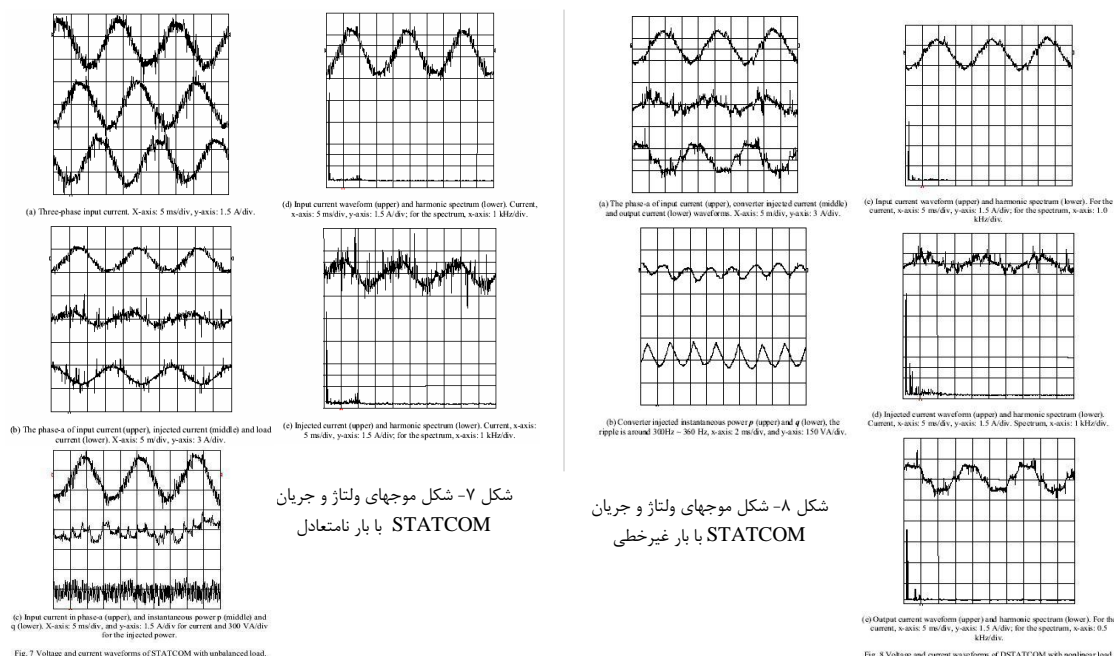 (a) Three-phase input current. X-axis: 5 ms/div, y-axis: 1.5 A/div.
(d) Input current waveform (upper) and harmonic spectrum (lower). Current,
x-axis: 5 ms/div, y-axis: 1.5 A/div; for the spectrum, x-axis: 1 kHz/div.
(b) The phase-a of input current (upper), injected current (middle) and load
current (lower). X-axis: 5 m/div, y-axis: 3 A/div.
(e) Injected current (upper) and harmonic spectrum (lower). Current, x-axis:
5 ms/div, y-axis: 1.5 A/div; for the spectrum, x-axis: 1 kHz/div.
(c) Input current in phase-a (upper), and instantaneous power p (middle) and
q (lower). X-axis: 5 ms/div, and y-axis: 1.5 A/div for current and 300 VA/div
for the injected power.
Fig. 7 Voltage and current waveforms of STATCOM with unbalanced load.
شکل ۷- شکل موجهای ولتاژ و جریان
STATCOM با بار نامتعادل
(a) The phase-a of input current (upper), converter injected current (middle)
and output current (lower) waveforms. X-axis: 5 m/div, y-axis: 3 A/div.
(c) Input current waveform (upper) and harmonic spectrum (lower). For the
current, x-axis: 5 ms/div, y-axis: 1.5 A/div; for the spectrum, x-axis: 1.0
kHz/div.
(b) Converter injected instantaneous power p (upper) and q (lower), the
ripple is around 300Hz ~ 360 Hz, x-axis: 2 ms/div, and y-axis: 150 VA/div.
(d) Injected current waveform (upper) and harmonic spectrum (lower).
Current, x-axis: 5 ms/div, y-axis: 1.5 A/div. Spectrum, x-axis: 1 kHz/div.
شکل ۸- شکل موجهای ولتاژ و جریان
STATCOM با بار غیرخطی
(e) Output current waveform (upper) and harmonic spectrum (lower). For the
current, x-axis: 5 ms/div, y-axis: 1.5 A/div; for the spectrum, x-axis: 0.5
kHz/div.
Fig. 8 Voltage and current waveforms of DSTATCOM with nonlinear load.